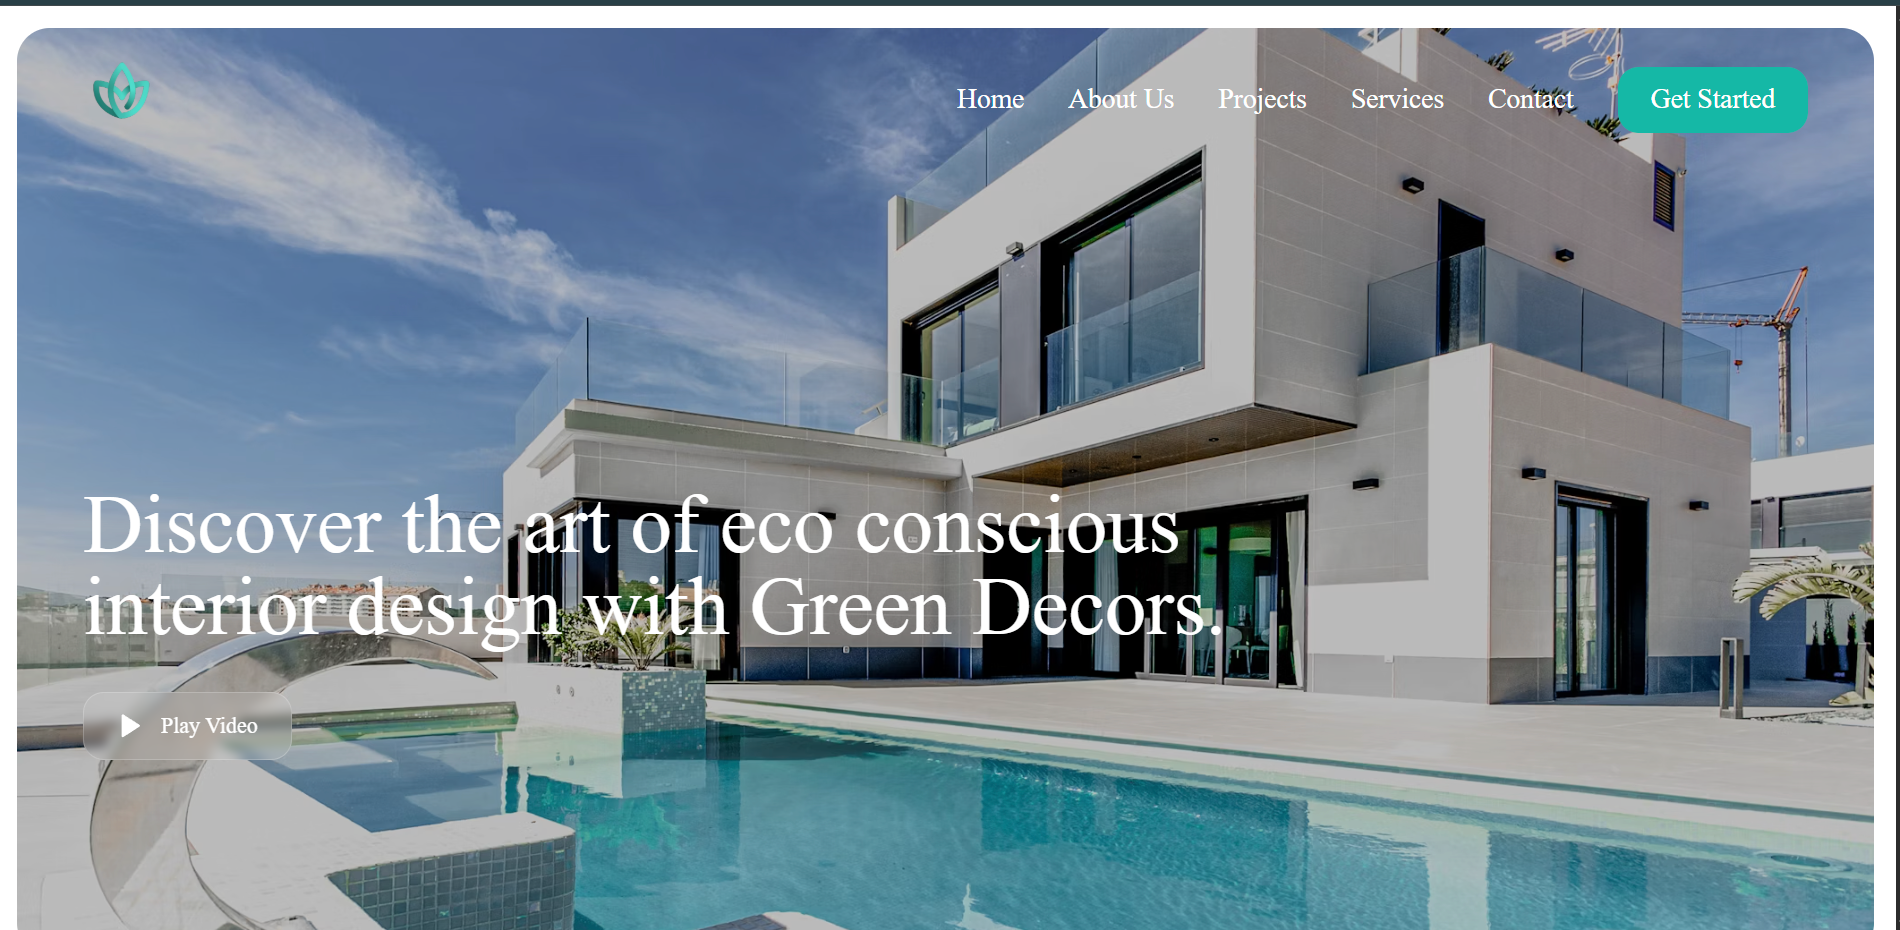 Home About Us Projects Services Contact Get Started
Discover the art of eco conscious
interior design with Green Decors.
Play Video